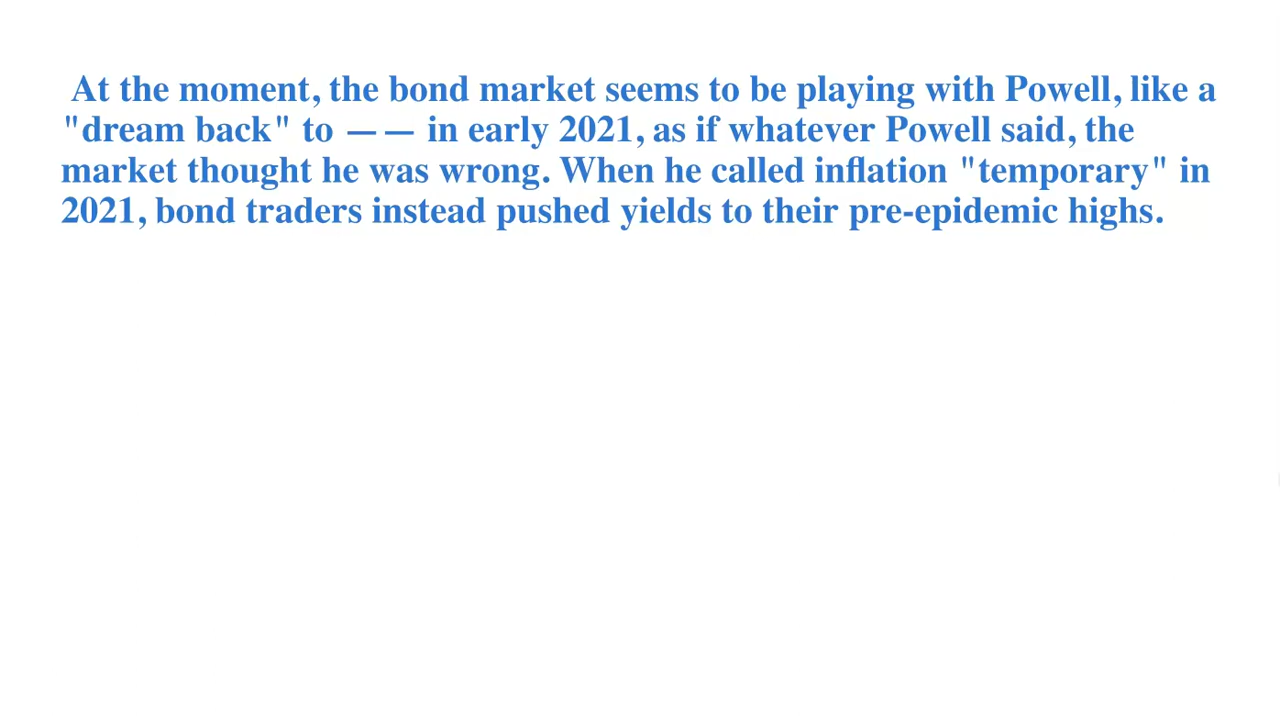 At the moment, the bond market seems to be playing with Powell, like a
"dream back" to —— in early 2021, as if whatever Powell said, the
market thought he was wrong. When he called inflation "temporary" in
2021, bond traders instead pushed yields to their pre-epidemic highs.